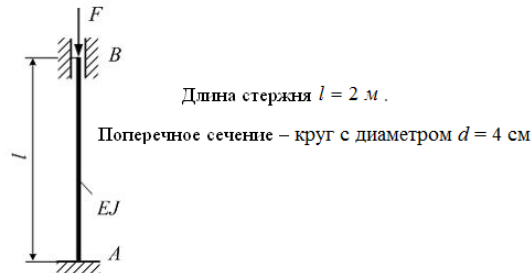 F
B
Длина стержня l = 2 м .
Поперечное сечение – круг с диаметром d = 4 см
l
EJ
A